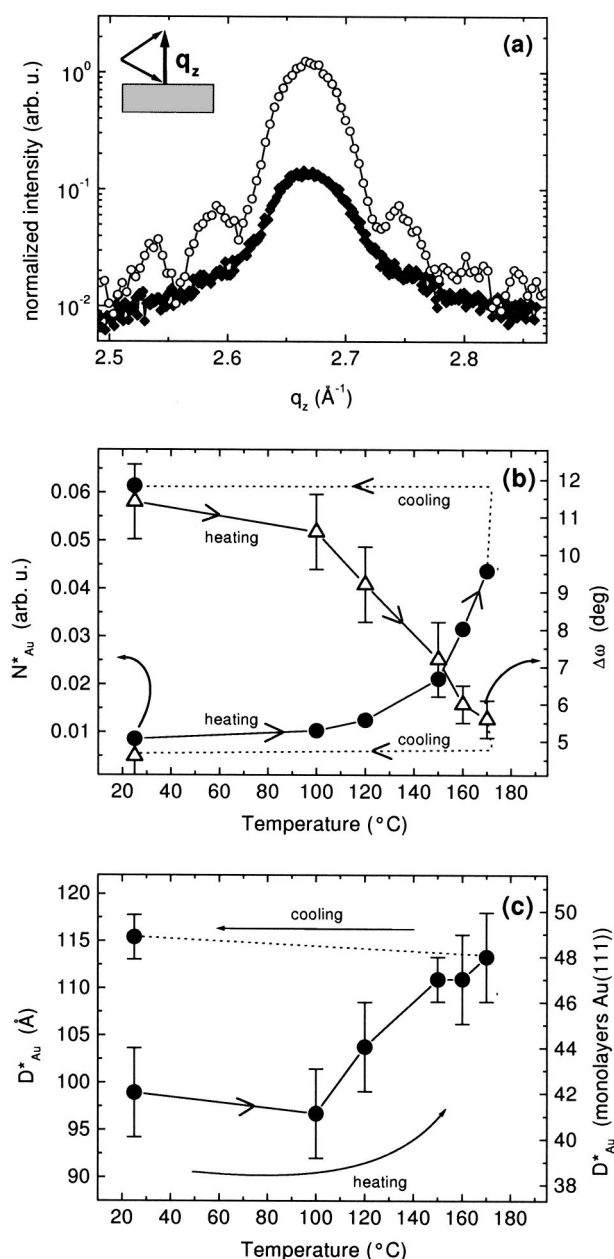 (a)
q_z
10^0
10^-1
10^-2
normalized intensity (arb. u.)
2.5 2.6 2.7 2.8
q_z (Å^-1)
(b)
cooling
heating
heating
cooling
0.06
0.05
0.04
0.03
0.02
0.01
N*_Au (arb. u.)
12
11
10
9
8
7
6
5
Δω (deg)
20 40 60 80 100 120 140 160 180
Temperature (°C)
(c)
cooling
heating
120
115
110
105
100
95
90
D*_Au (Å)
50
48
46
44
42
40
38
D*_Au (monolayers Au(111))
20 40 60 80 100 120 140 160 180
Temperature (°C)